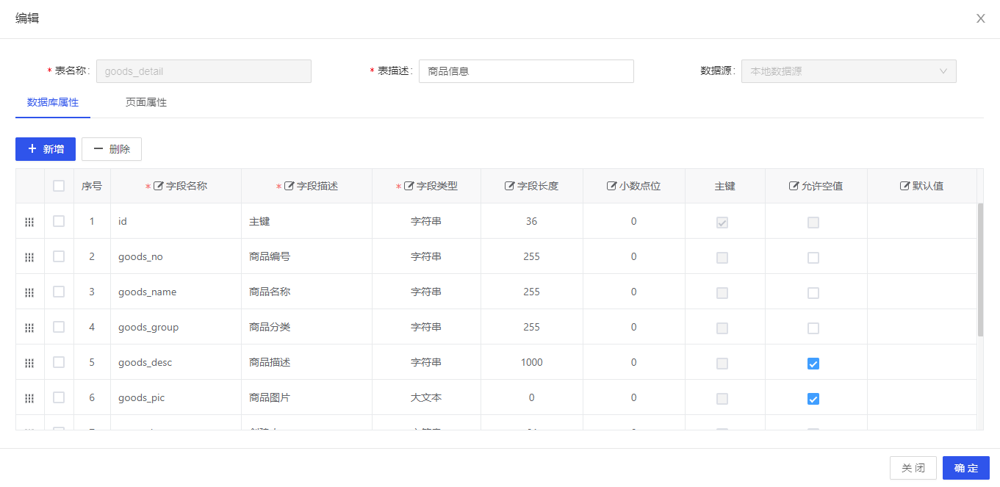 编辑
* 表名称: goods_detail * 表描述: 商品信息 数据源: 本地数据源
数据库属性 页面属性
新增 删除
序号 * 字段名称 * 字段描述 * 字段类型 字段长度 小数点位 主键 允许空值 默认值
1 id 主键 字符串 36 0
2 goods_no 商品编号 字符串 255 0
3 goods_name 商品名称 字符串 255 0
4 goods_group 商品分类 字符串 255 0
5 goods_desc 商品描述 字符串 1000 0
6 goods_pic 商品图片 大文本 0 0
关 闭 确 定